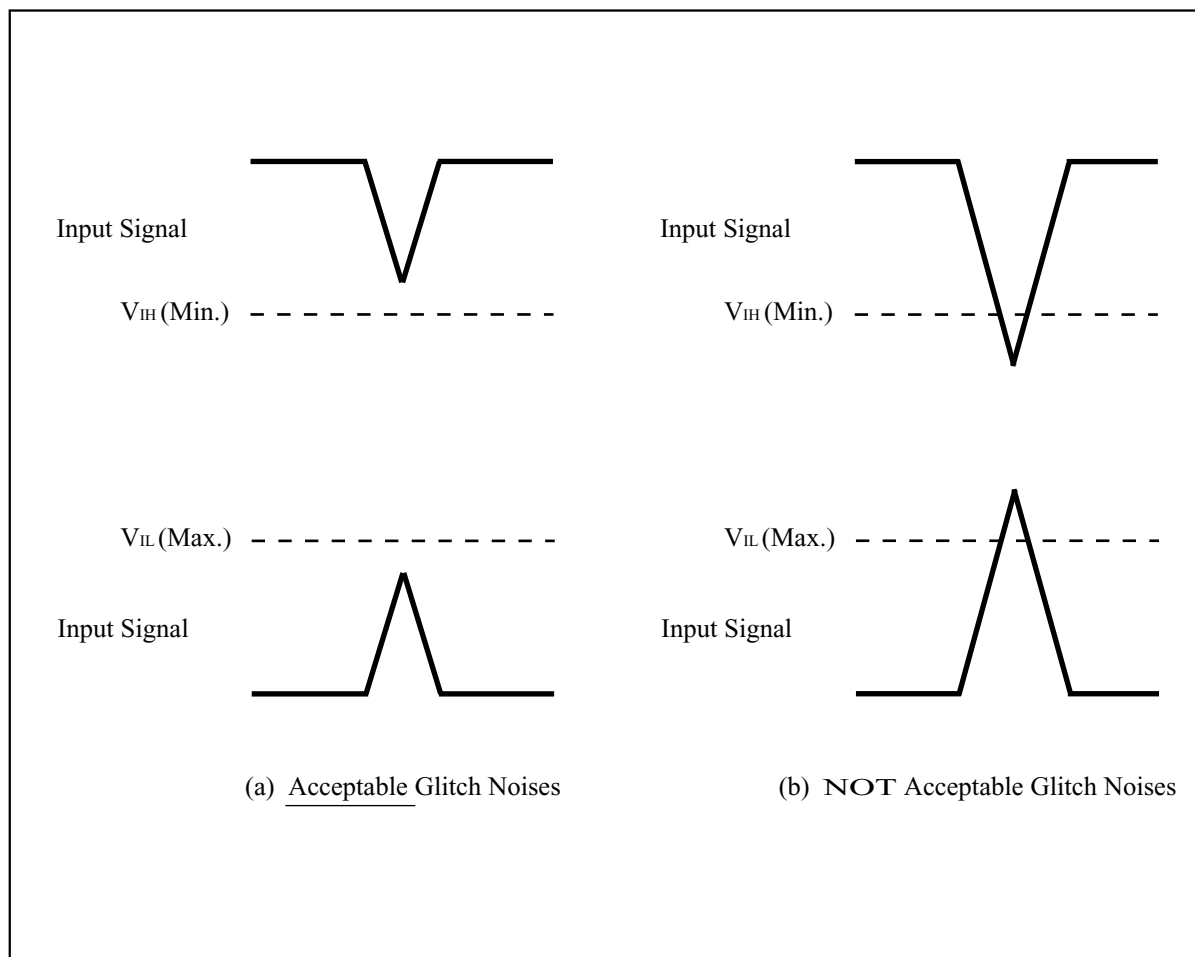 Input Signal
Input Signal
VIH (Min.)
VIH (Min.)
VIL (Max.)
VIL (Max.)
Input Signal
Input Signal
(a) Acceptable Glitch Noises
(b) NOT Acceptable Glitch Noises